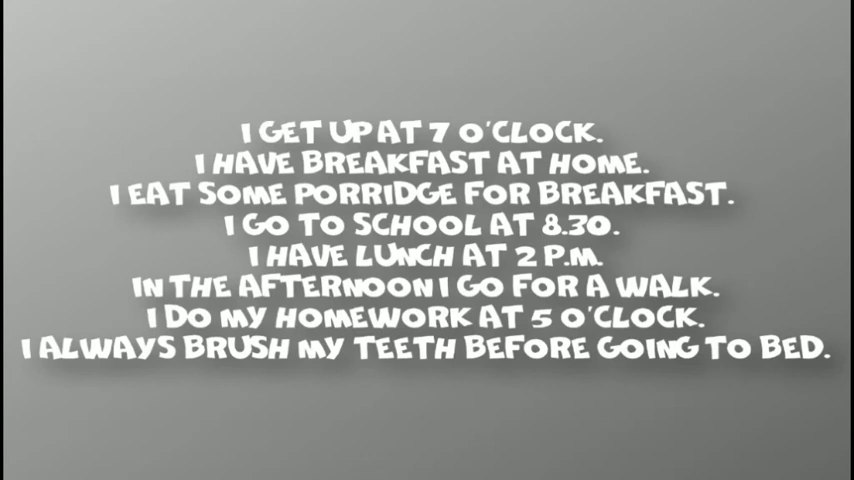 I GET UP AT 7 O'CLOCK.
I HAVE BREAKFAST AT HOME.
I EAT SOME PORRIDGE FOR BREAKFAST.
I GO TO SCHOOL AT 8.30.
I HAVE LUNCH AT 2 P.M.
IN THE AFTERNOON I GO FOR A WALK.
I DO MY HOMEWORK AT 5 O'CLOCK.
I ALWAYS BRUSH MY TEETH BEFORE GOING TO BED.